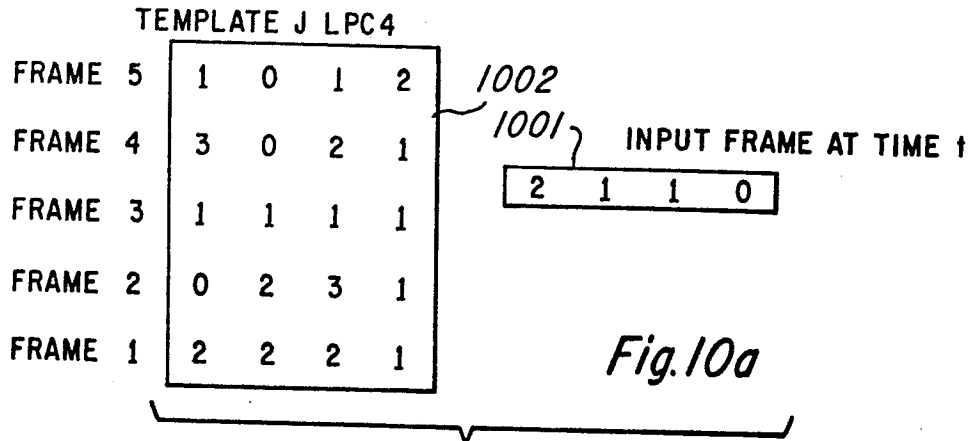 TEMPLATE J LPC4
FRAME 5 1 0 1 2
1002
FRAME 4 3 0 2 1
1001 INPUT FRAME AT TIME t
2 1 1 0
FRAME 3 1 1 1 1
FRAME 2 0 2 3 1
FRAME 1 2 2 2 1
Fig.10a